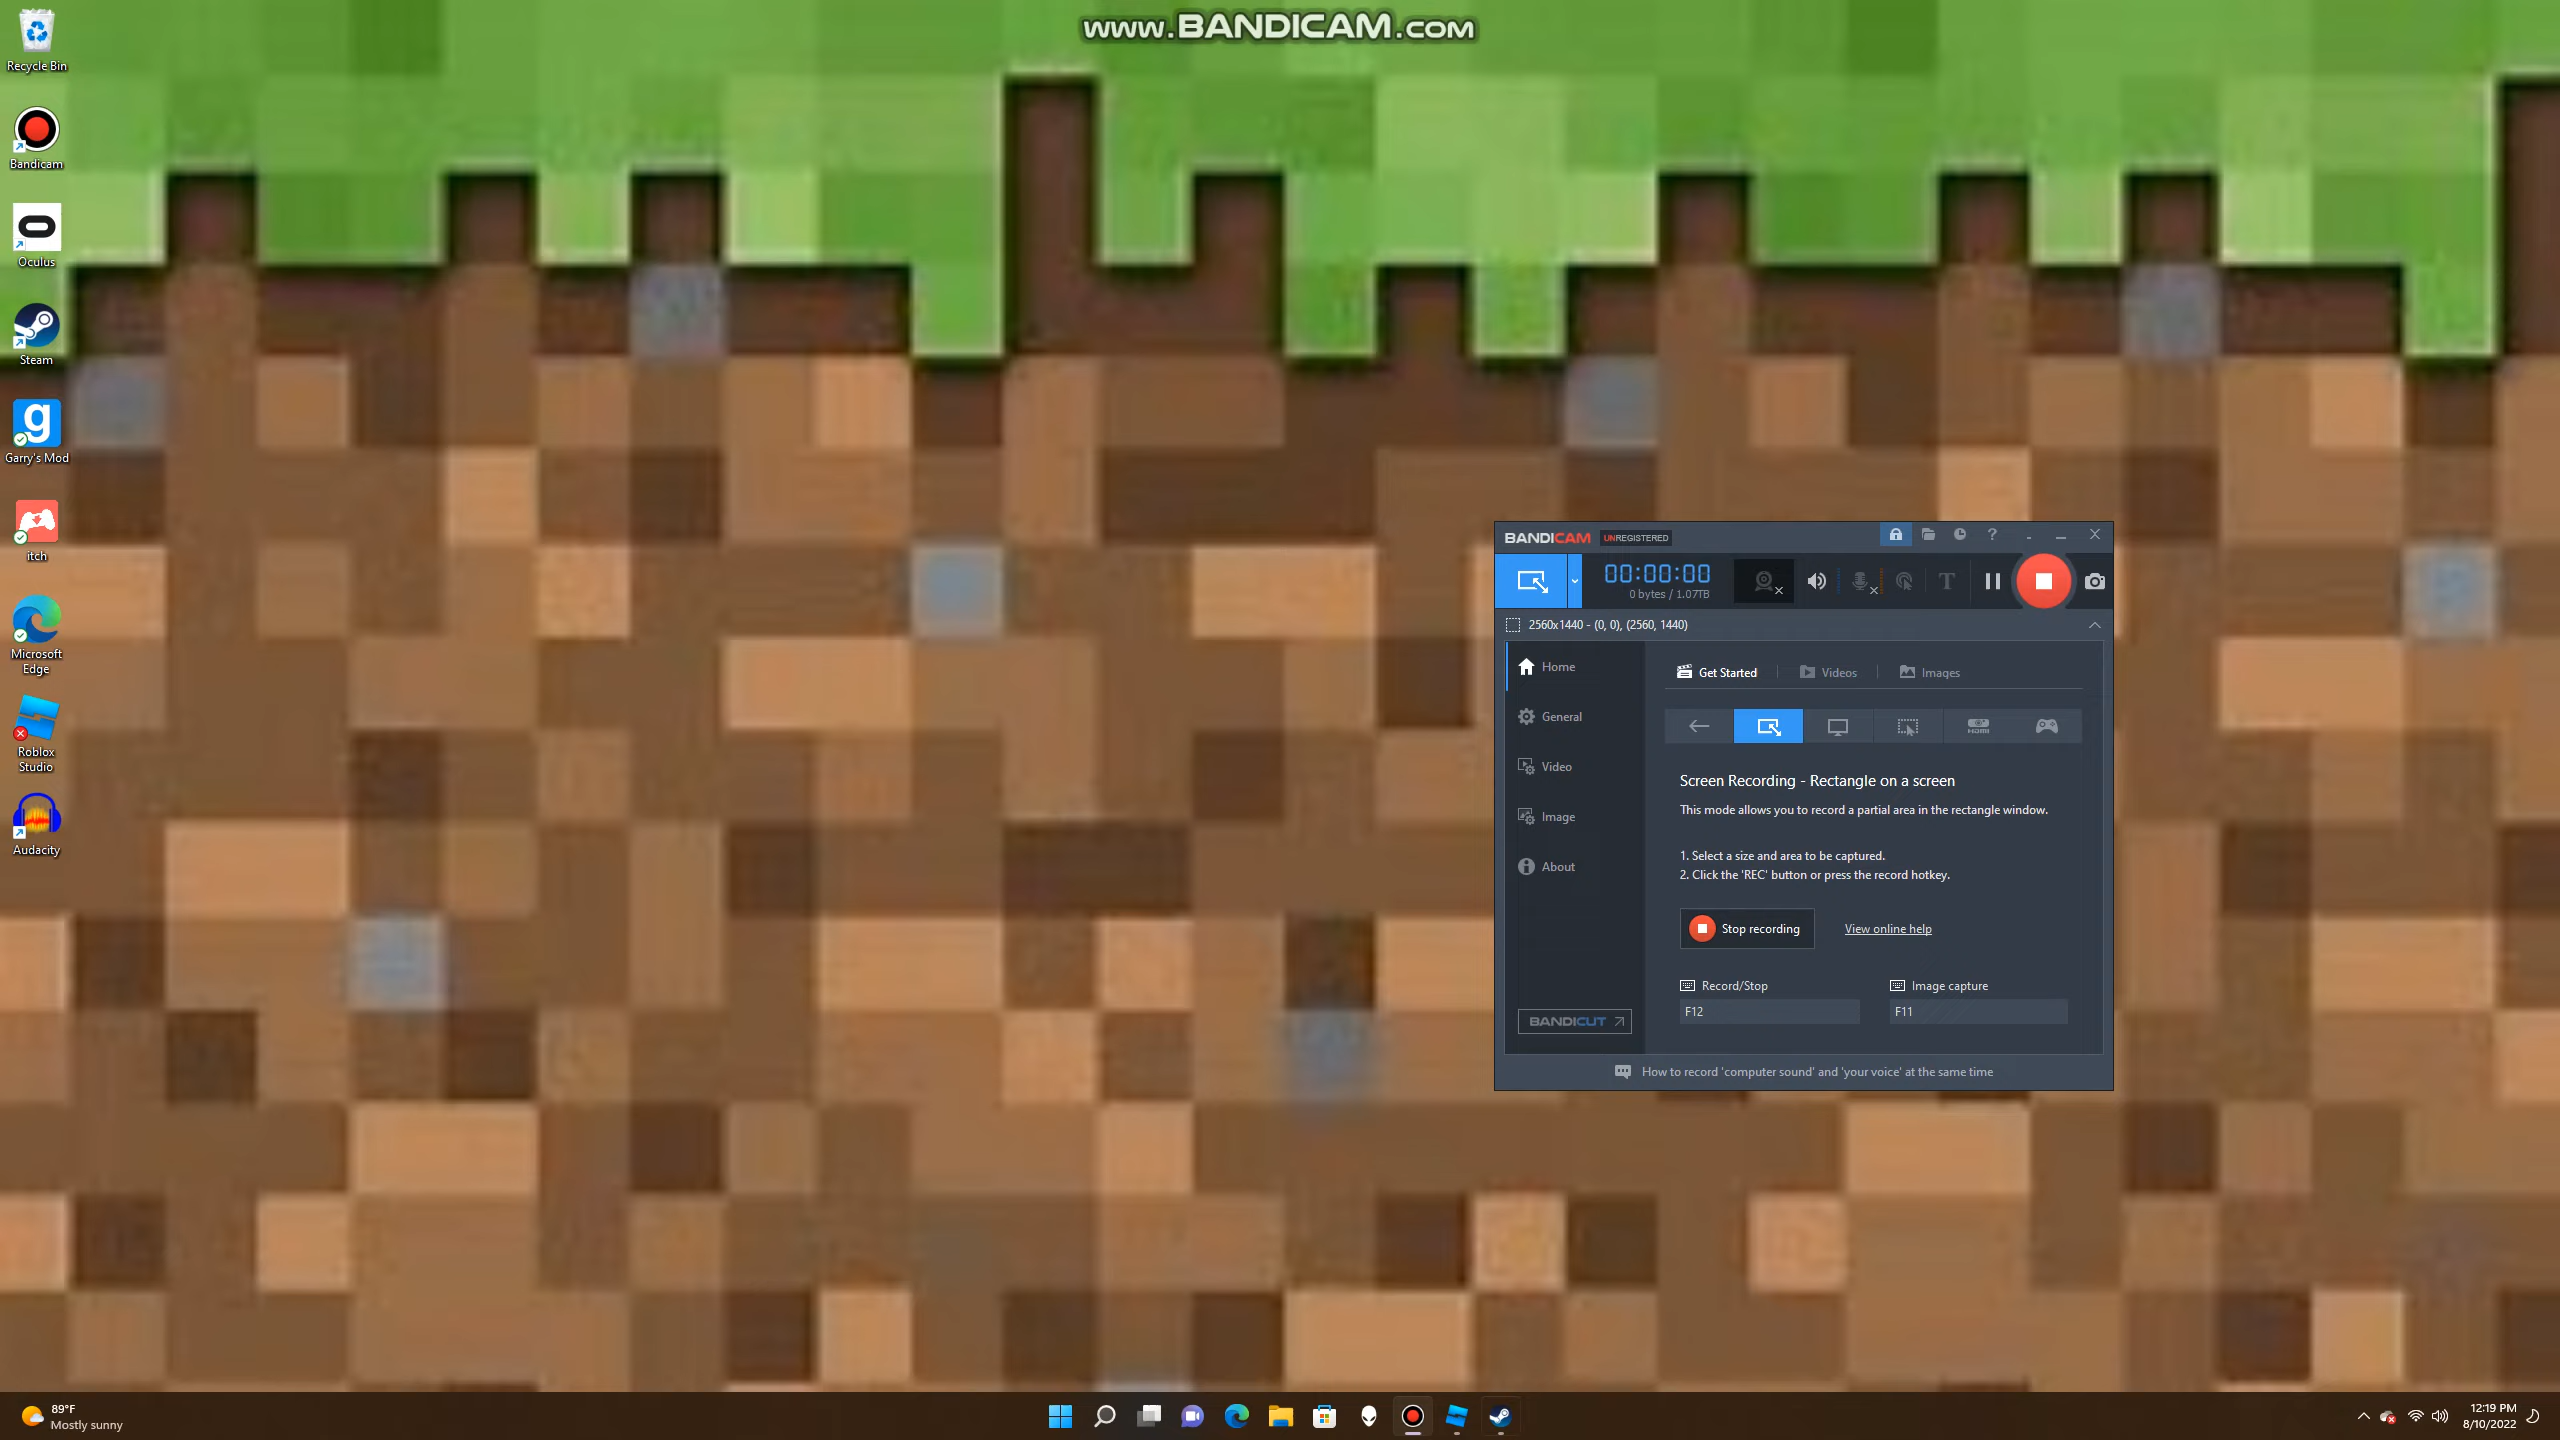 www.BANDICAM.com
Recycle Bin
Bandicam
Oculus
Steam
g
Garry's Mod
itch
Microsoft
Edge
Roblox
Studio
Audacity
BANDICAM UNREGISTERED
00:00:00
0 bytes / 1.07TB
T
2560x1440 - (0, 0), (2560, 1440)
Home
General
Video
Image
About
BANDICUT
Get Started
Videos
Images
HDMI
Screen Recording - Rectangle on a screen
This mode allows you to record a partial area in the rectangle window.
1. Select a size and area to be captured.
2. Click the 'REC' button or press the record hotkey.
Stop recording
View online help
Record/Stop
Image capture
F12
F11
How to record 'computer sound' and 'your voice' at the same time
89°F
Mostly sunny
12:19 PM
8/10/2022